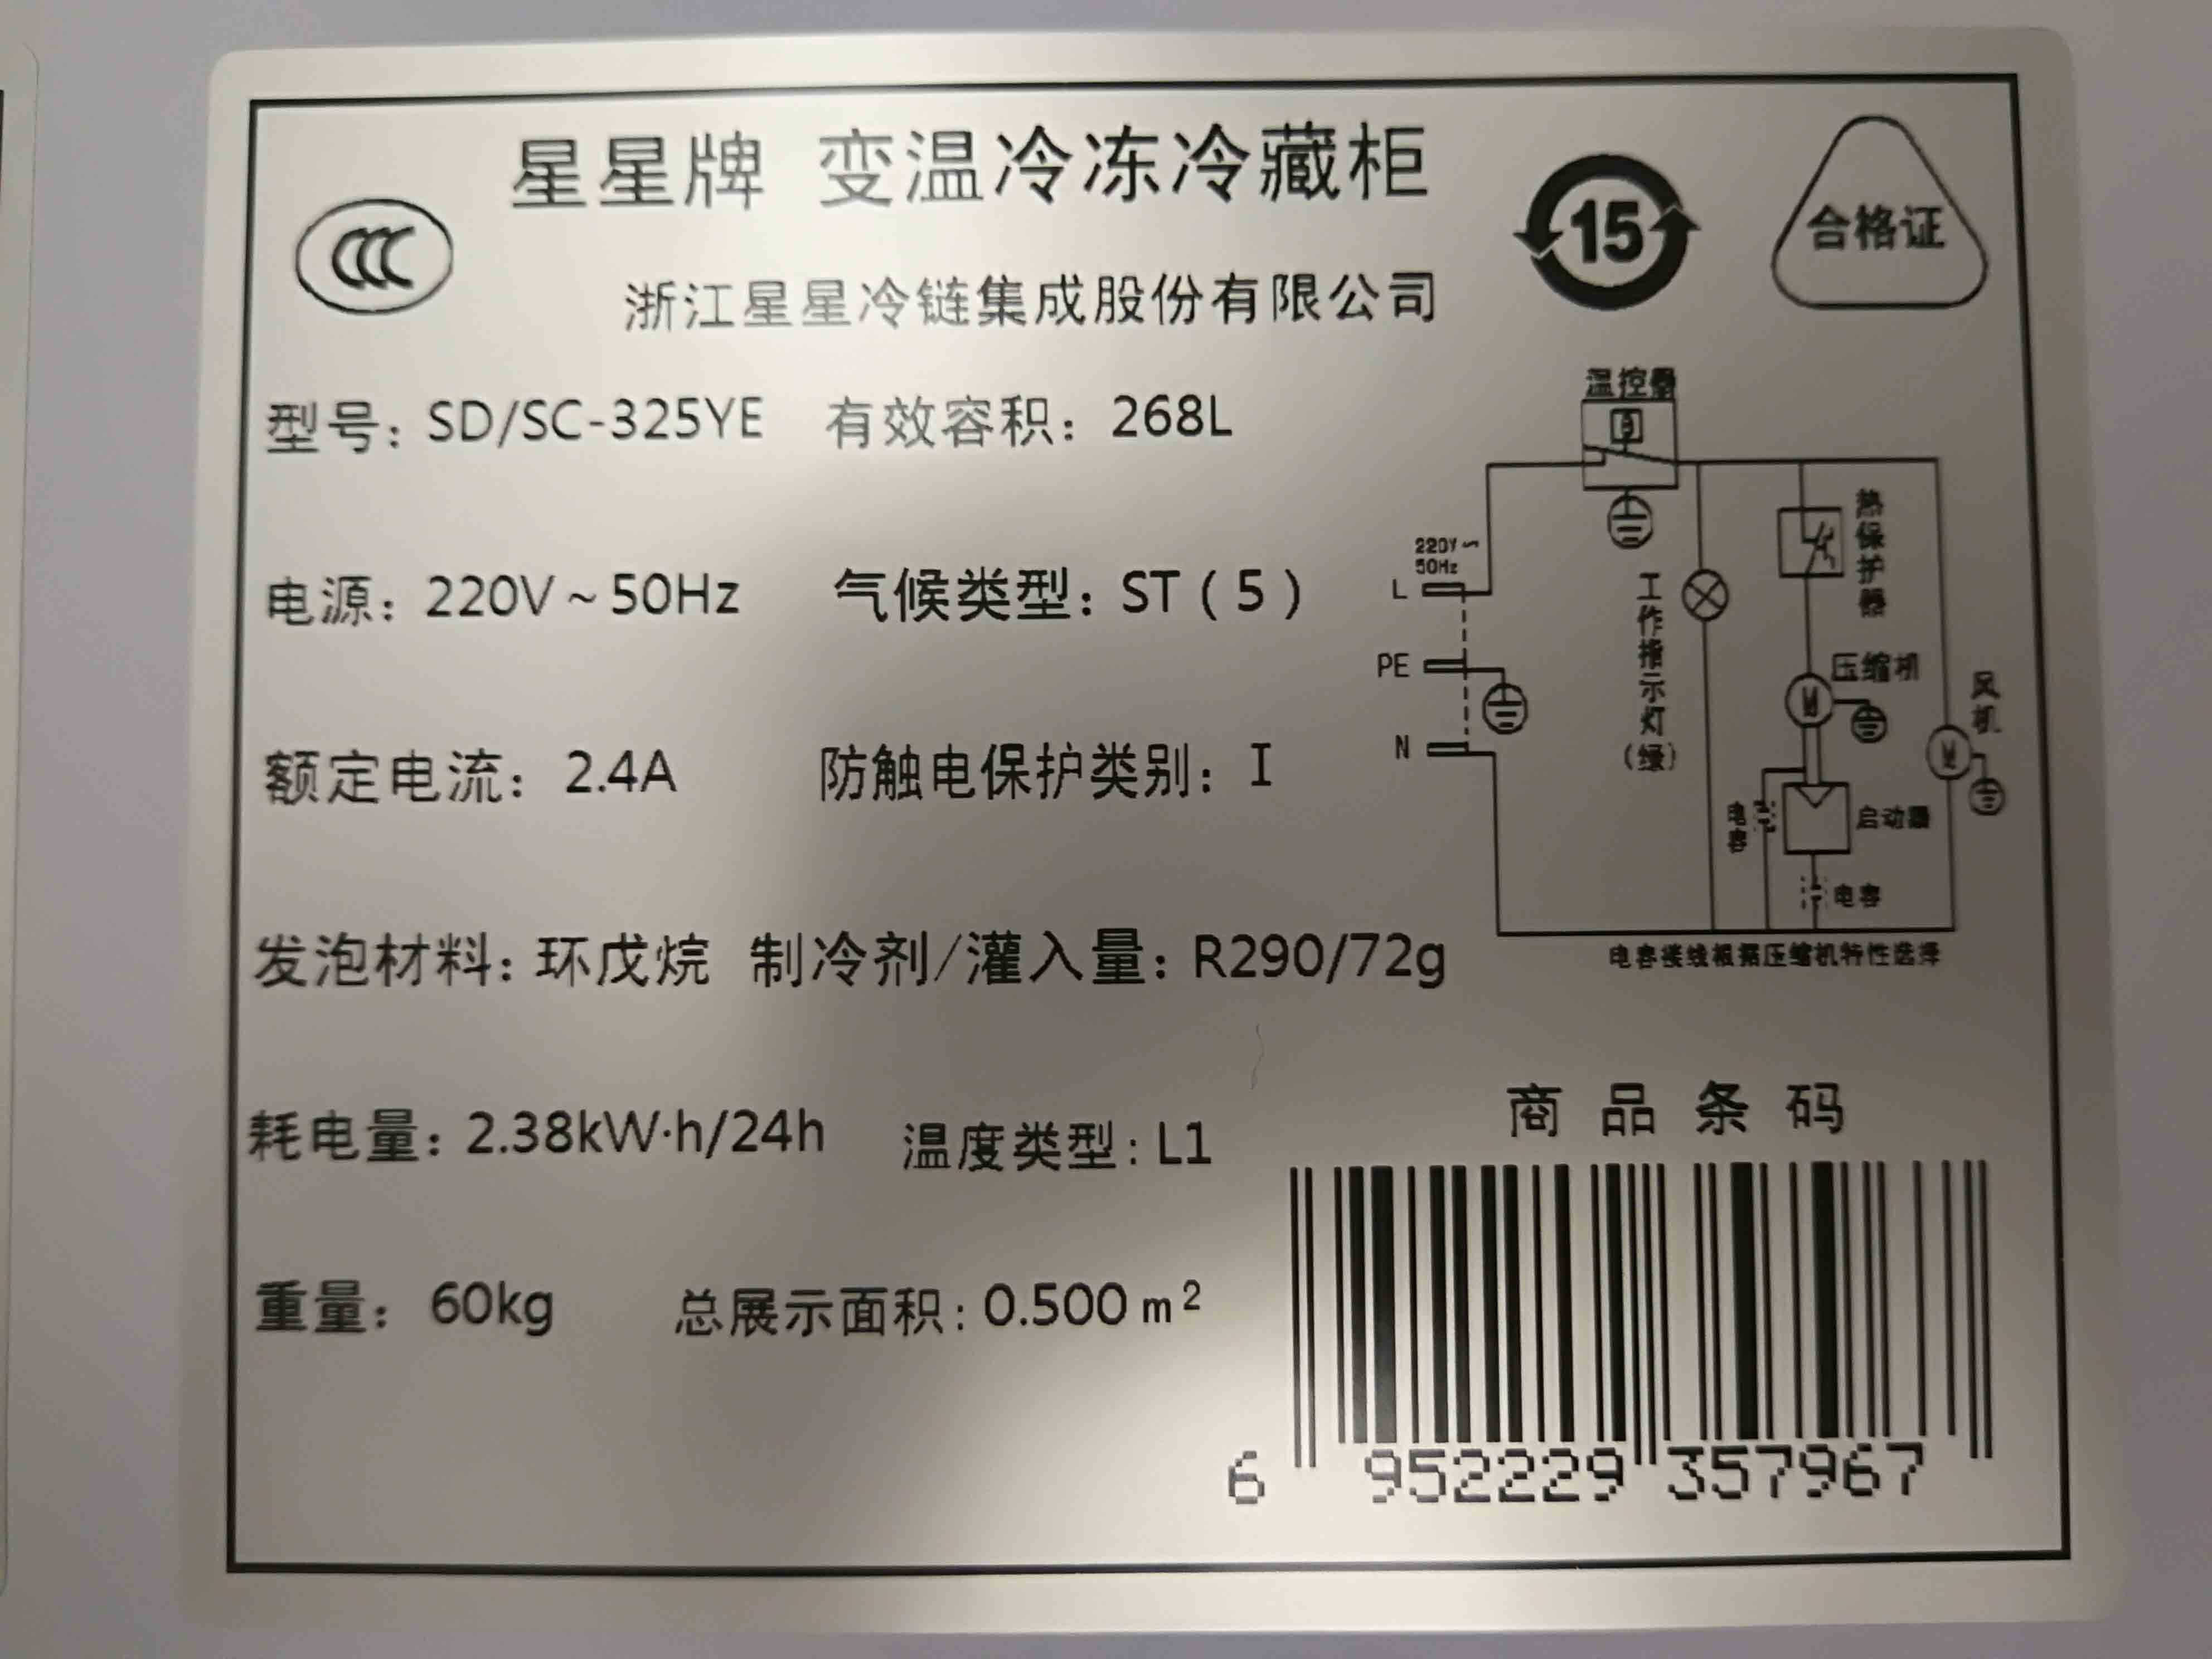 星星牌 变温冷冻冷藏柜
CCC
15
合格证
浙江星星冷链集成股份有限公司
型号: SD/SC-325YE 有效容积: 268L
电源: 220V~50Hz 气候类型: ST (5)
额定电流: 2.4A 防触电保护类别: I
发泡材料: 环戊烷 制冷剂/灌入量: R290/72g
耗电量: 2.38kW·h/24h 温度类型: L1
重量: 60kg 总展示面积: 0.500 m²
温控器
220V~
50Hz
L
PE
N
工作指示灯(绿)
热保护器
压缩机
M
风机
M
电容
启动器
电容
电容接线根据压缩机特性选择
商品条码
6 952229 357967